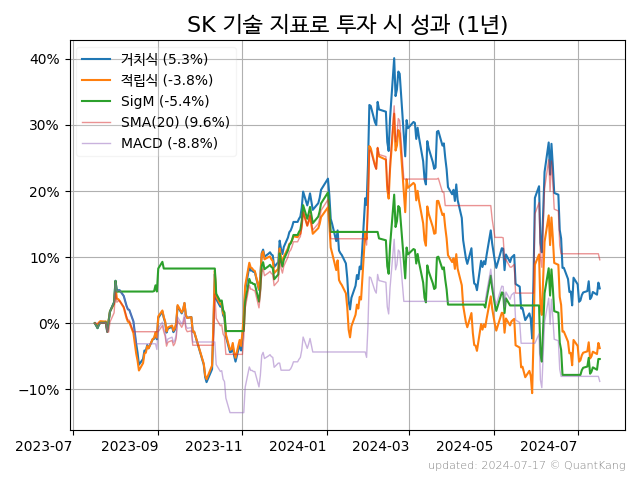 SK 기술 지표로 투자 시 성과 (1년)
40%
30%
20%
10%
0%
−10%
거치식 (5.3%)
적립식 (-3.8%)
SigM (-5.4%)
SMA(20) (9.6%)
MACD (-8.8%)
2023-07 2023-09 2023-11 2024-01 2024-03 2024-05 2024-07
updated: 2024-07-17 © QuantKang